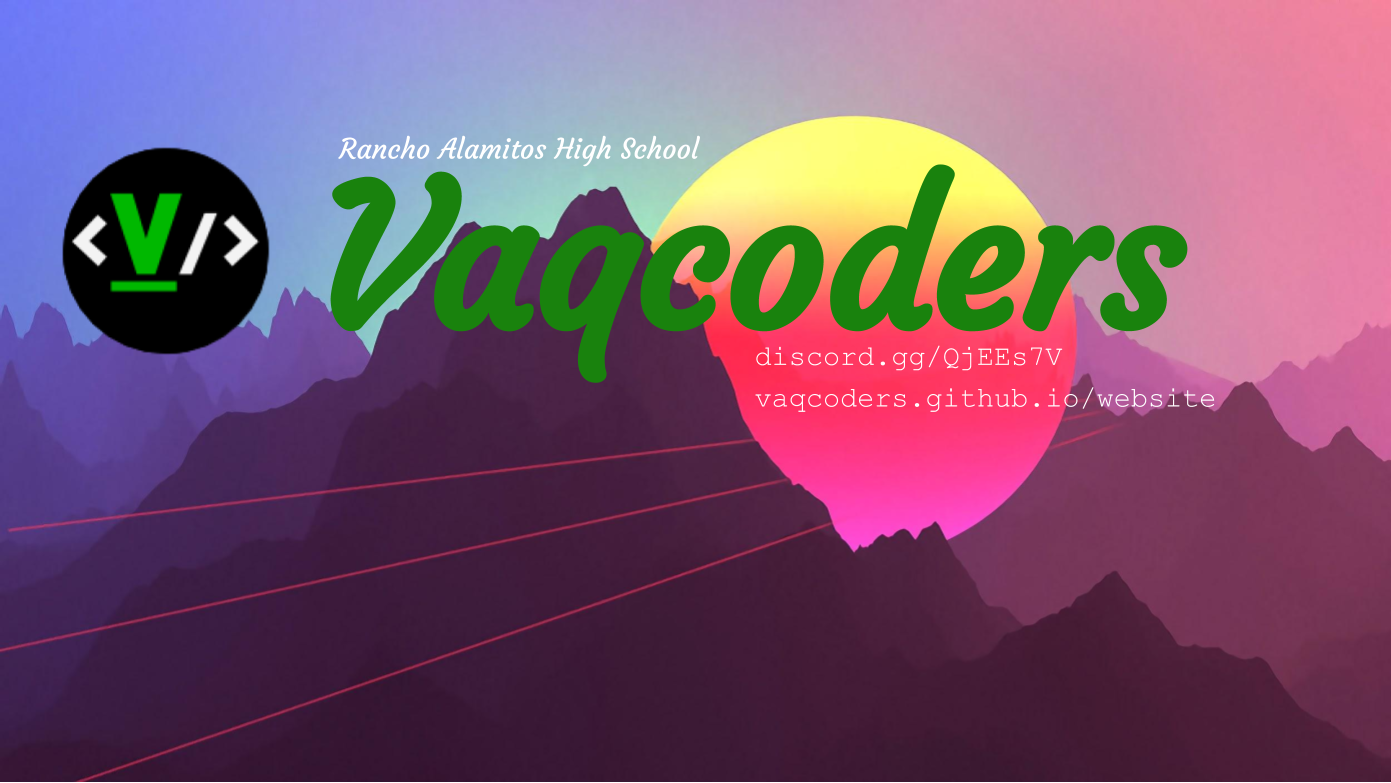 Rancho Alamitos High School
<V/>
Vaqcoders
discord.gg/QjEEs7V
vaqcoders.github.io/website